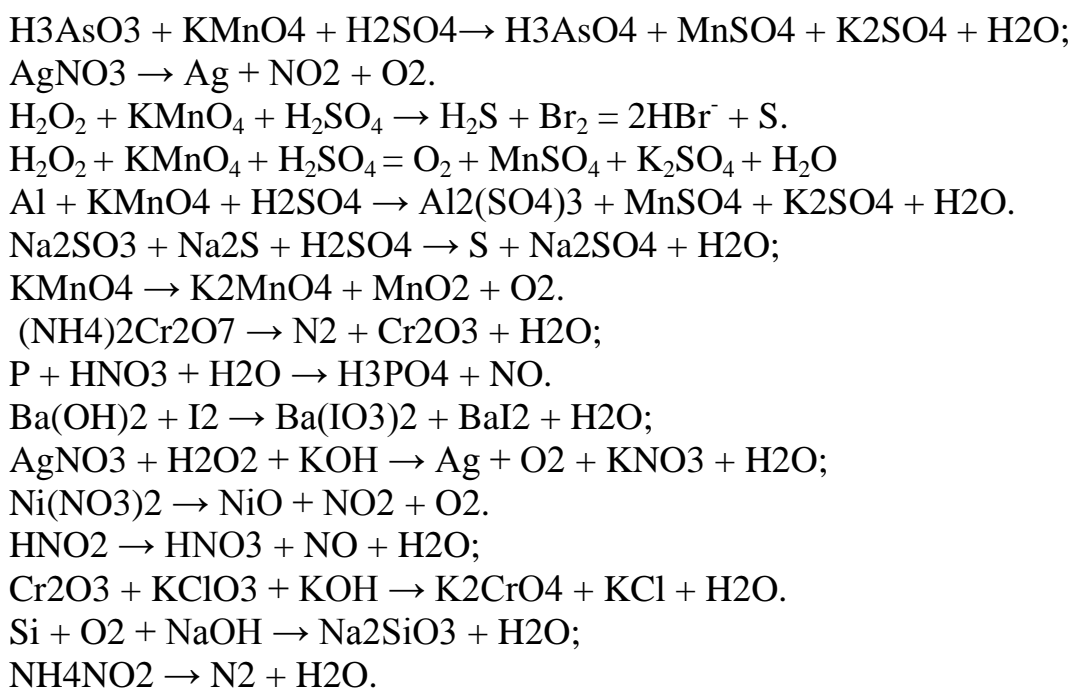 H3AsO3 + KMnO4 + H2SO4→ H3AsO4 + MnSO4 + K2SO4 + H2O;
AgNO3 → Ag + NO2 + O2.
H₂O₂ + KMnO₄ + H₂SO₄ → H₂S + Br₂ = 2HBr⁻ + S.
H₂O₂ + KMnO₄ + H₂SO₄ = O₂ + MnSO₄ + K₂SO₄ + H₂O
Al + KMnO4 + H2SO4 → Al2(SO4)3 + MnSO4 + K2SO4 + H2O.
Na2SO3 + Na2S + H2SO4 → S + Na2SO4 + H2O;
KMnO4 → K2MnO4 + MnO2 + O2.
(NH4)2Cr2O7 → N2 + Cr2O3 + H2O;
P + HNO3 + H2O → H3PO4 + NO.
Ba(OH)2 + I2 → Ba(IO3)2 + BaI2 + H2O;
AgNO3 + H2O2 + KOH → Ag + O2 + KNO3 + H2O;
Ni(NO3)2 → NiO + NO2 + O2.
HNO2 → HNO3 + NO + H2O;
Cr2O3 + KClO3 + KOH → K2CrO4 + KCl + H2O.
Si + O2 + NaOH → Na2SiO3 + H2O;
NH4NO2 → N2 + H2O.